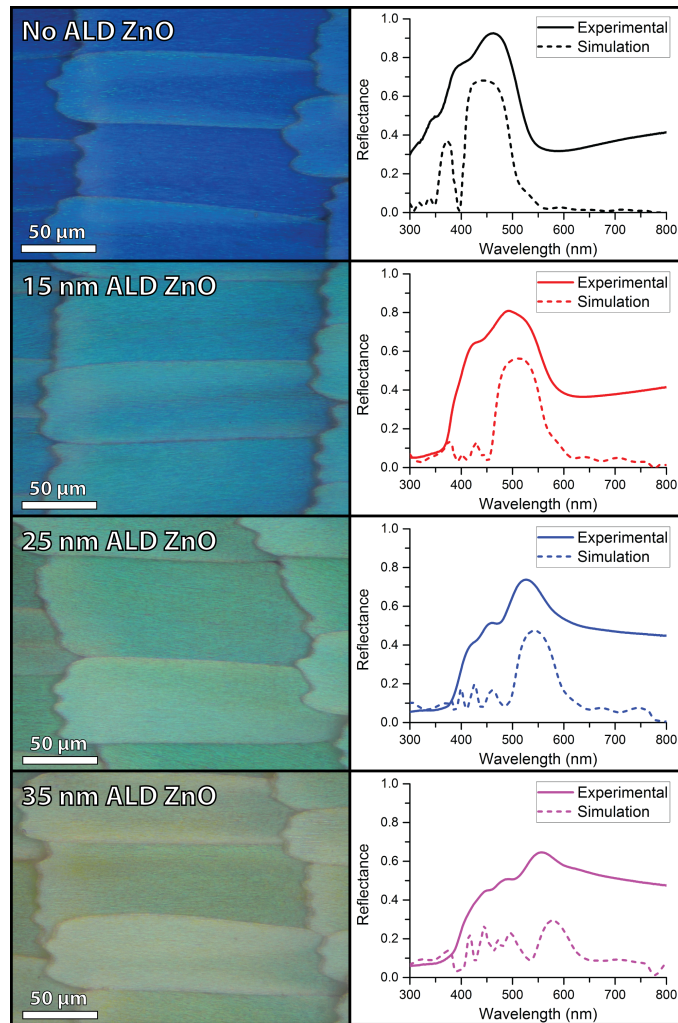 No ALD ZnO
50 µm
Experimental
Simulation
1.0
0.8
0.6
0.4
0.2
0.0
Reflectance
300 400 500 600 700 800
Wavelength (nm)
15 nm ALD ZnO
50 µm
Experimental
Simulation
1.0
0.8
0.6
0.4
0.2
0.0
Reflectance
300 400 500 600 700 800
Wavelength (nm)
25 nm ALD ZnO
50 µm
Experimental
Simulation
1.0
0.8
0.6
0.4
0.2
0.0
Reflectance
300 400 500 600 700 800
Wavelength (nm)
35 nm ALD ZnO
50 µm
Experimental
Simulation
1.0
0.8
0.6
0.4
0.2
0.0
Reflectance
300 400 500 600 700 800
Wavelength (nm)